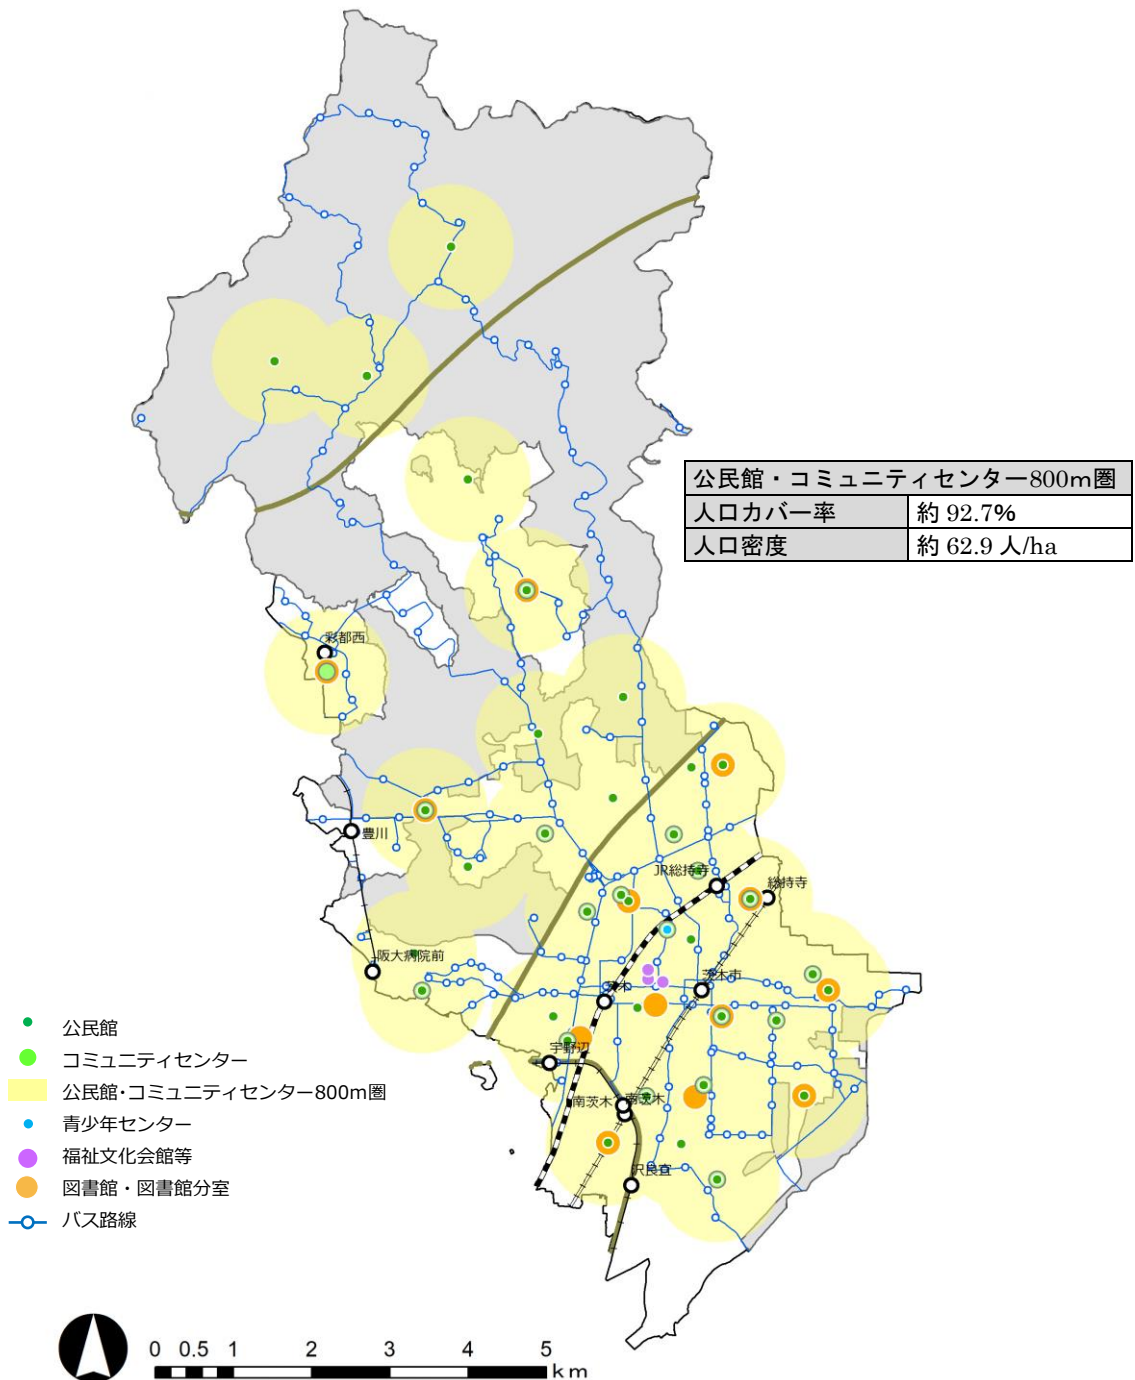 公民館・コミュニティセンター800m圏
人口カバー率 約 92.7%
人口密度 約 62.9 人/ha
彩都西
豊川
JR総持寺
総持寺
阪大病院前
茨木市
茨木
宇野辺
南茨木
南茨木
沢良宜
公民館
コミュニティセンター
公民館・コミュニティセンター800m圏
青少年センター
福祉文化会館等
図書館・図書館分室
バス路線
0 0.5 1 2 3 4 5
km